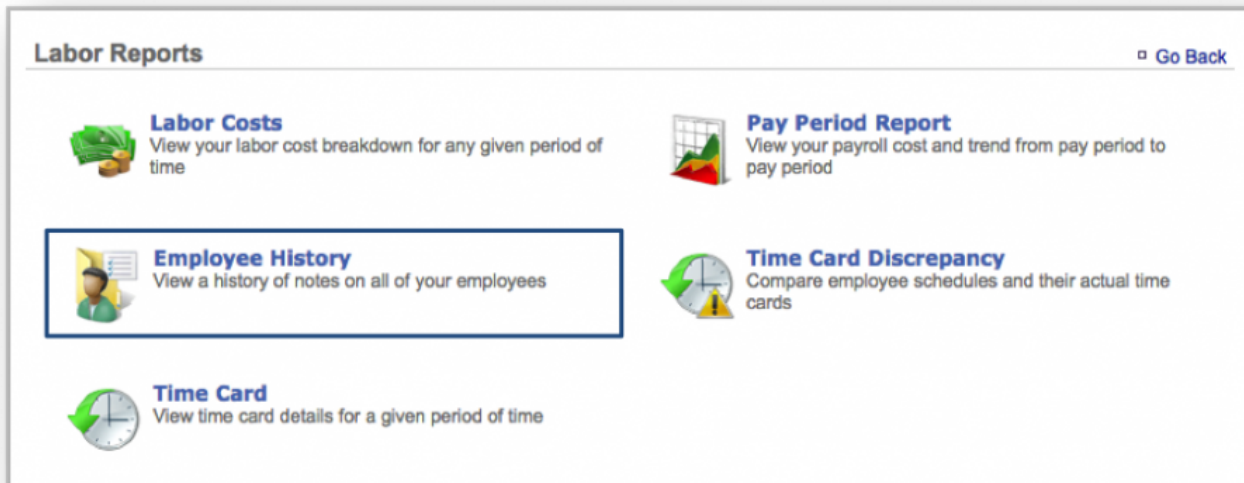 Labor Reports
Go Back
Labor Costs
View your labor cost breakdown for any given period of
time
Pay Period Report
View your payroll cost and trend from pay period to
pay period
Employee History
View a history of notes on all of your employees
Time Card Discrepancy
Compare employee schedules and their actual time
cards
Time Card
View time card details for a given period of time